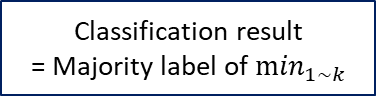 Classification result
= Majority label of min₁~ₖ